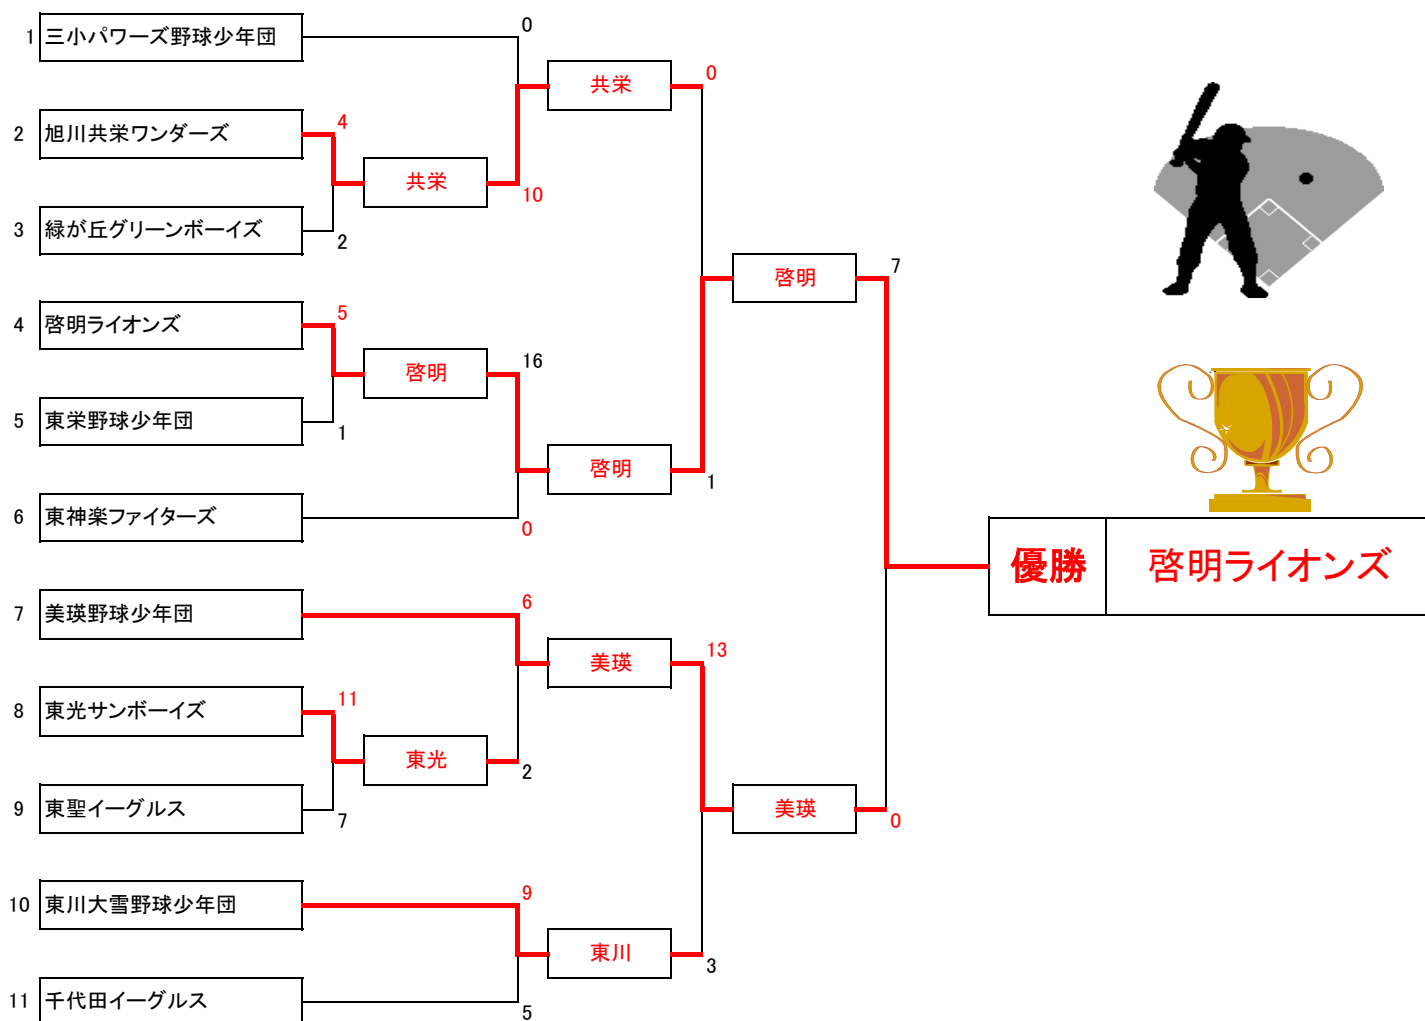 1 三小パワーズ野球少年団
0
共栄
0
2 旭川共栄ワンダーズ
4
共栄
10
3 緑が丘グリーンボーイズ
2
啓明
7
4 啓明ライオンズ
5
啓明
16
5 東栄野球少年団
1
啓明
1
6 東神楽ファイターズ
0
優勝 啓明ライオンズ
7 美瑛野球少年団
6
美瑛
13
8 東光サンボーイズ
11
東光
2
9 東聖イーグルス
7
美瑛
0
10 東川大雪野球少年団
9
東川
3
11 千代田イーグルス
5